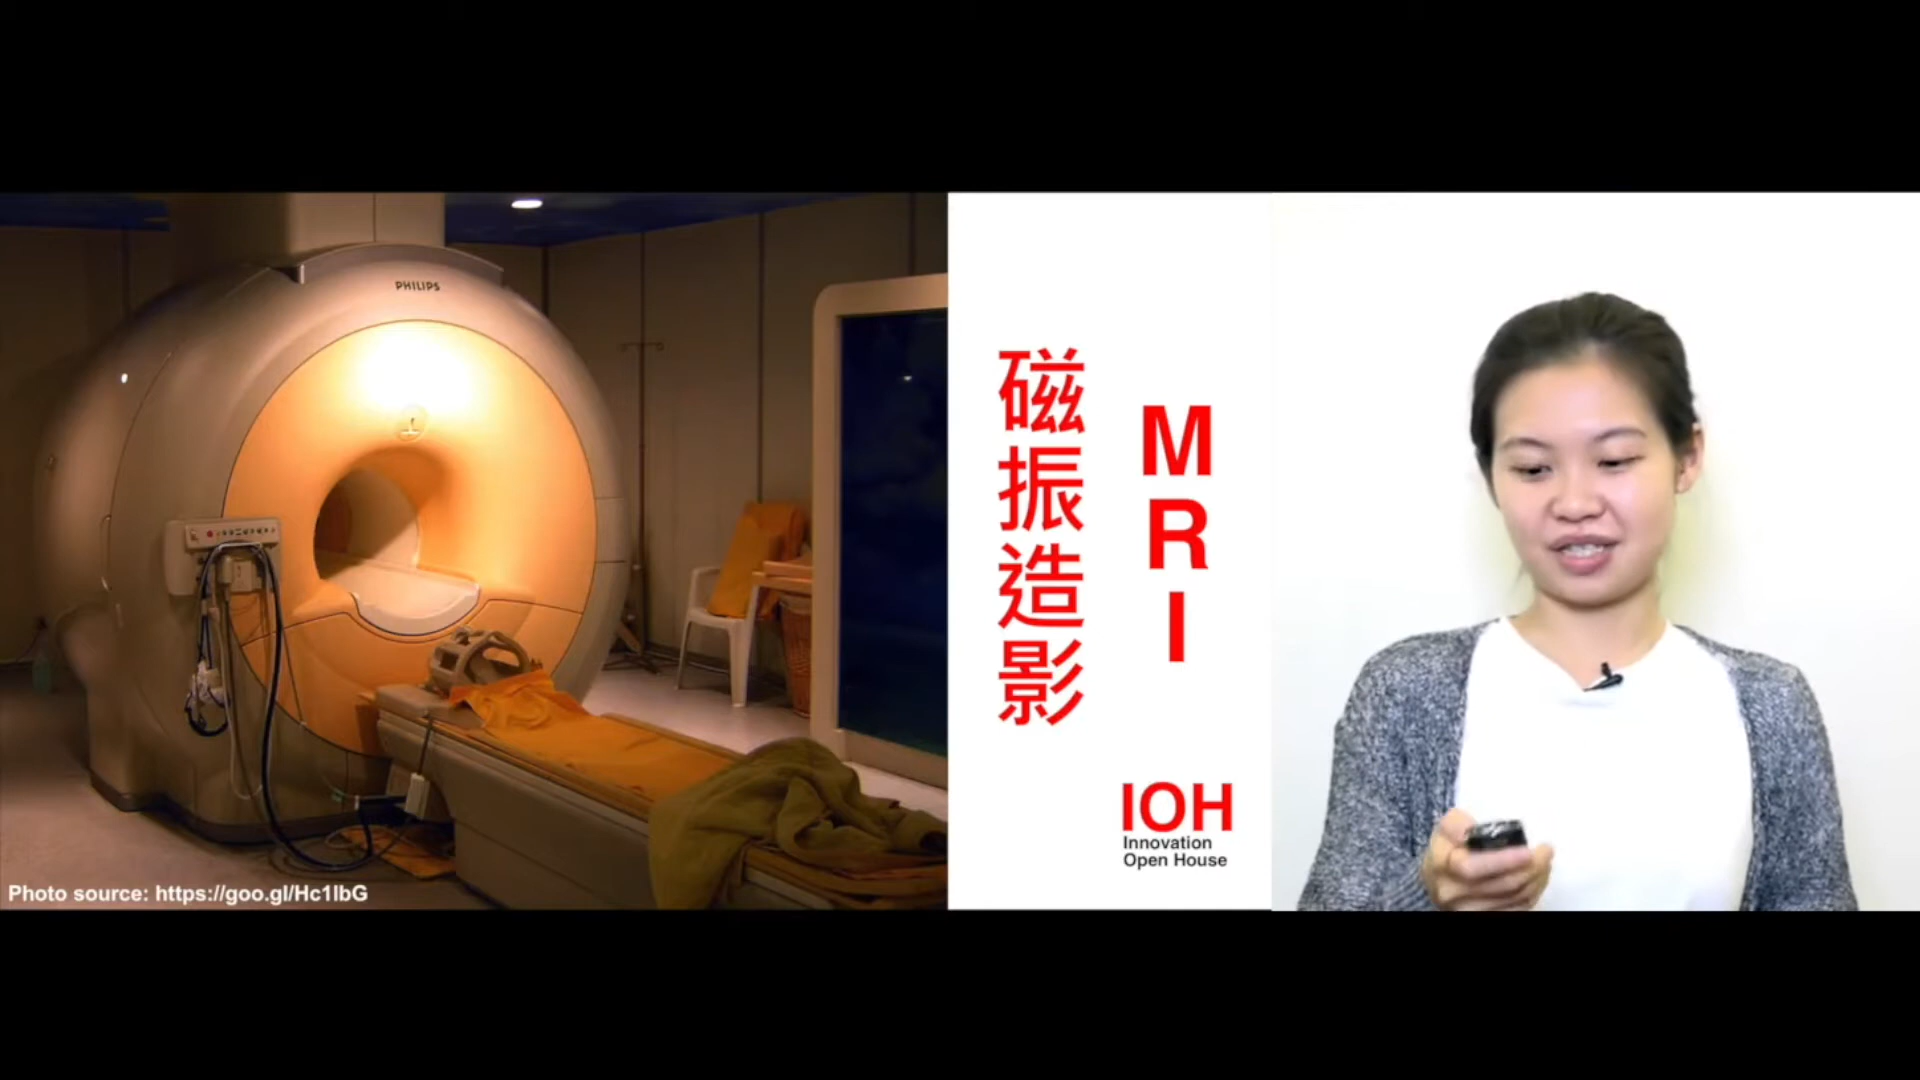 PHILIPS
Photo source: https://goo.gl/Hc1lbG
磁振造影
MRI
IOH
Innovation
Open House